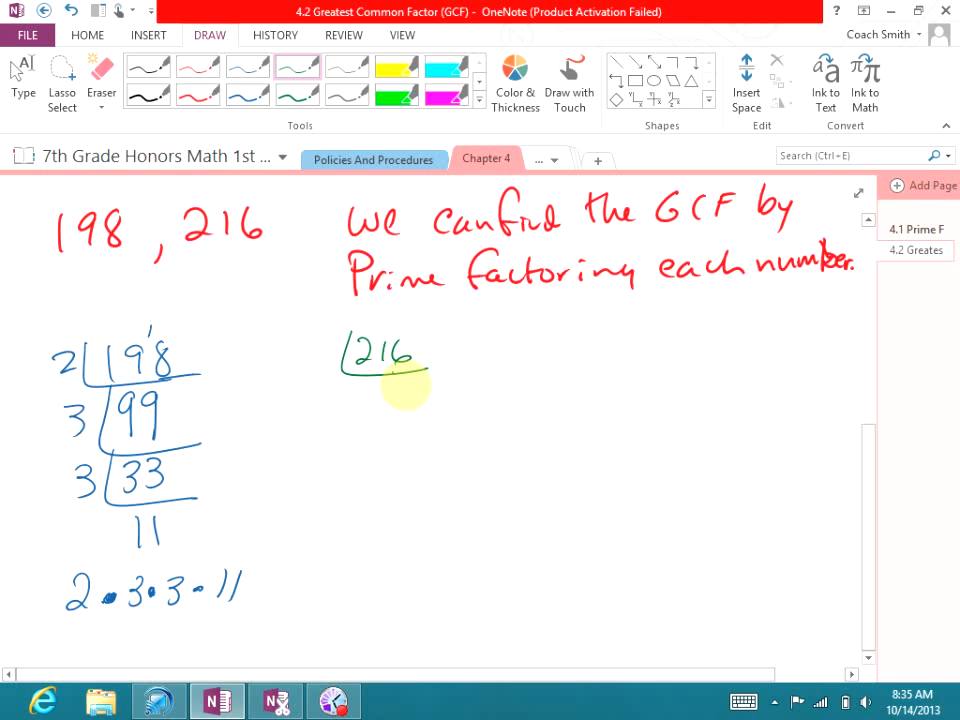 4.2 Greatest Common Factor (GCF) - OneNote (Product Activation Failed)
?
FILE HOME INSERT DRAW HISTORY REVIEW VIEW Coach Smith
Type Lasso Select Eraser
Color & Thickness Draw with Touch
Insert Space
Ink to Text Ink to Math
Tools Shapes Edit Convert
7th Grade Honors Math 1st ... Policies And Procedures Chapter 4 ... + Search (Ctrl+E)
Add Page
4.1 Prime F
4.2 Greates
198 , 216 We can find the GCF by
Prime factoring each number.
2 198 1
216
3 99
3 33
11
2 • 3 • 3 • 11
8:35 AM
10/14/2013